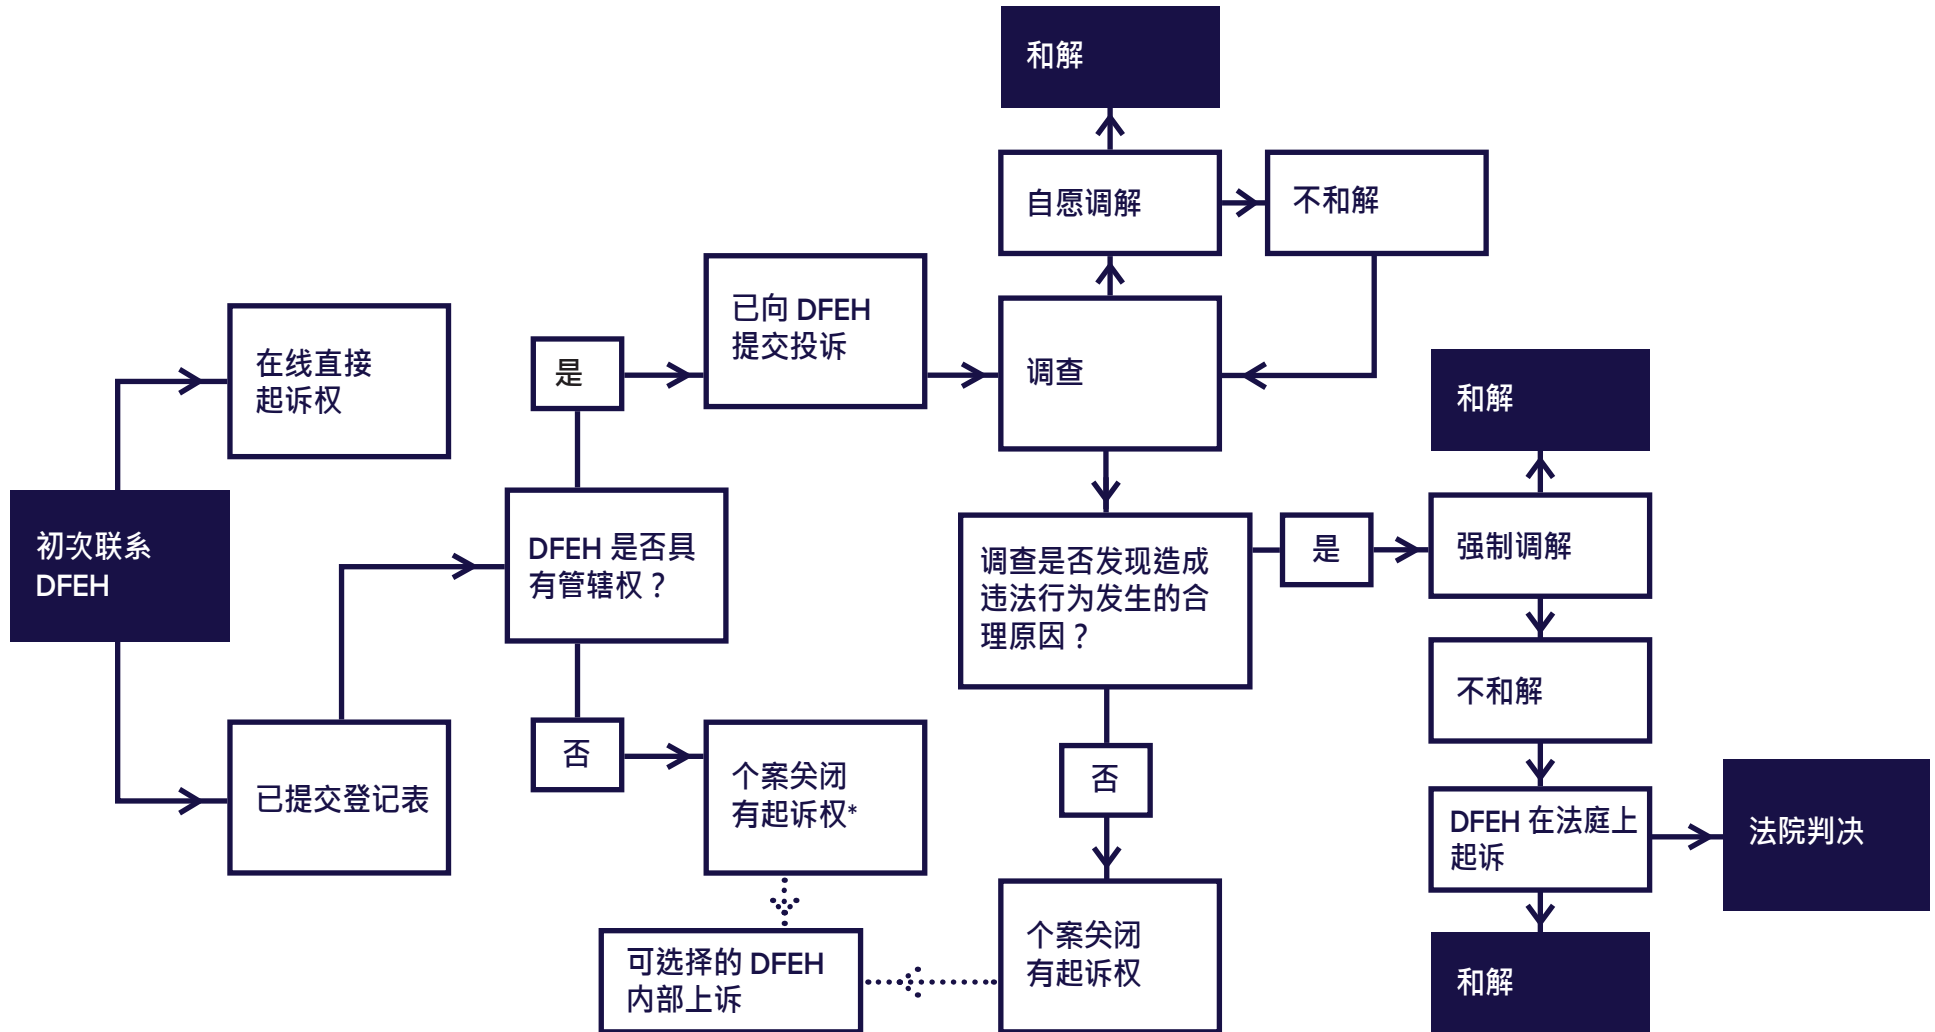 和解
自愿调解
不和解
已向 DFEH
提交投诉
在线直接
起诉权
是
调查
和解
初次联系
DFEH
DFEH 是否具
有管辖权？
调查是否发现造成
违法行为发生的合
理原因？
是
强制调解
不和解
已提交登记表
否
个案关闭
有起诉权*
否
DFEH 在法庭上
起诉
法院判决
可选择的 DFEH
内部上诉
个案关闭
有起诉权
和解